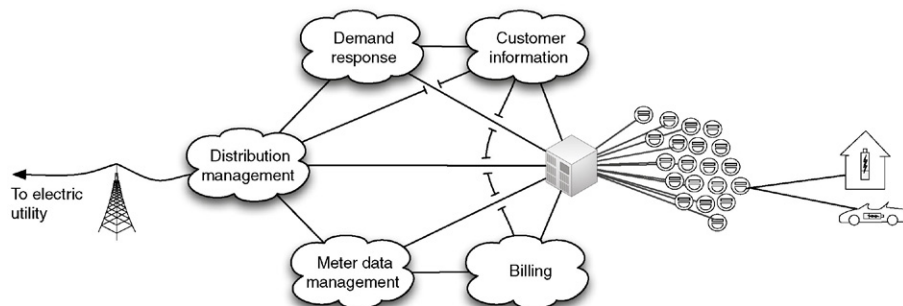 Demand
response
Customer
information
Distribution
management
To electric
utility
Meter data
management
Billing